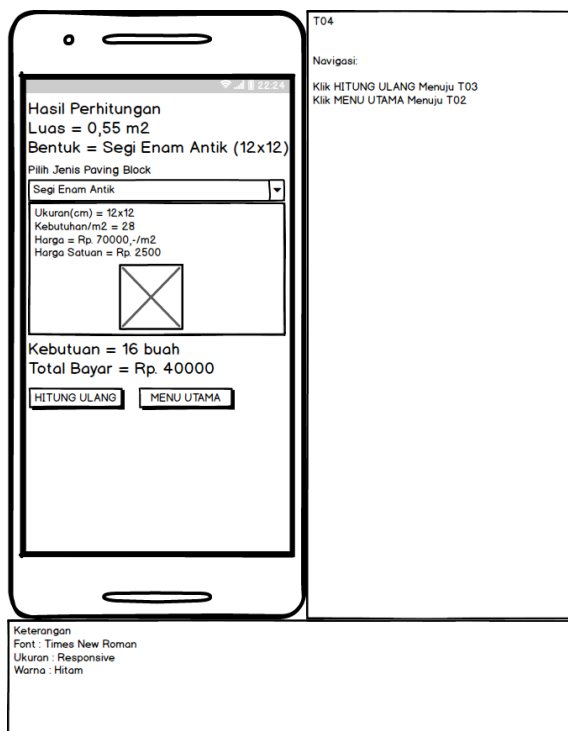 22:24
Hasil Perhitungan
Luas = 0,55 m2
Bentuk = Segi Enam Antik (12x12)
Pilih Jenis Paving Block
Segi Enam Antik
Ukuran(cm) = 12x12
Kebutuhan/m2 = 28
Harga = Rp. 70000,-/m2
Harga Satuan = Rp. 2500
Kebutuan = 16 buah
Total Bayar = Rp. 40000
HITUNG ULANG
MENU UTAMA
T04
Navigasi:
Klik HITUNG ULANG Menuju T03
Klik MENU UTAMA Menuju T02
Keterangan
Font : Times New Roman
Ukuran : Responsive
Warna : Hitam